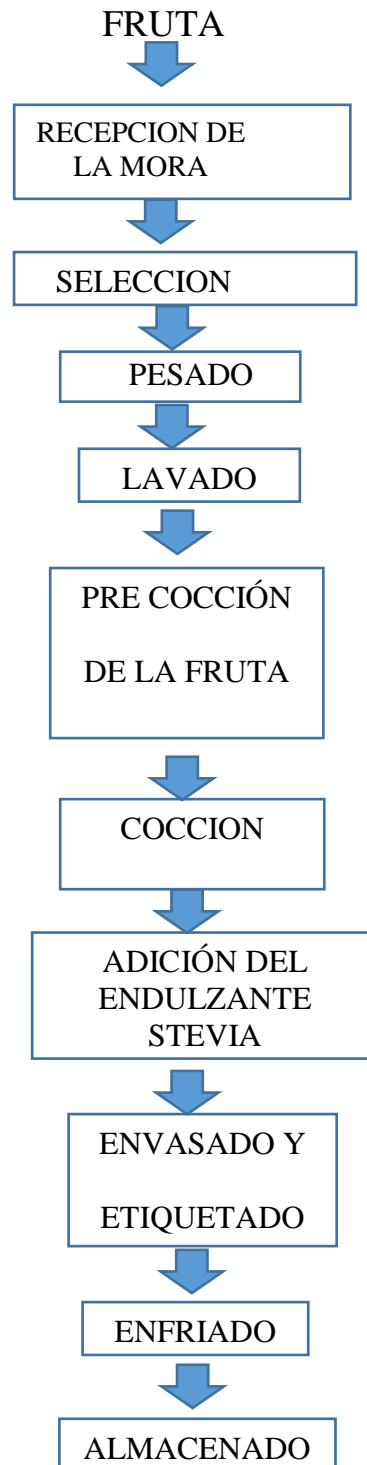 FRUTA
RECEPCION DE
LA MORA
SELECCION
PESADO
LAVADO
PRE COCCIÓN
DE LA FRUTA
COCCION
ADICIÓN DEL
ENDULZANTE
STEVIA
ENVASADO Y
ETIQUETADO
ENFRIADO
ALMACENADO